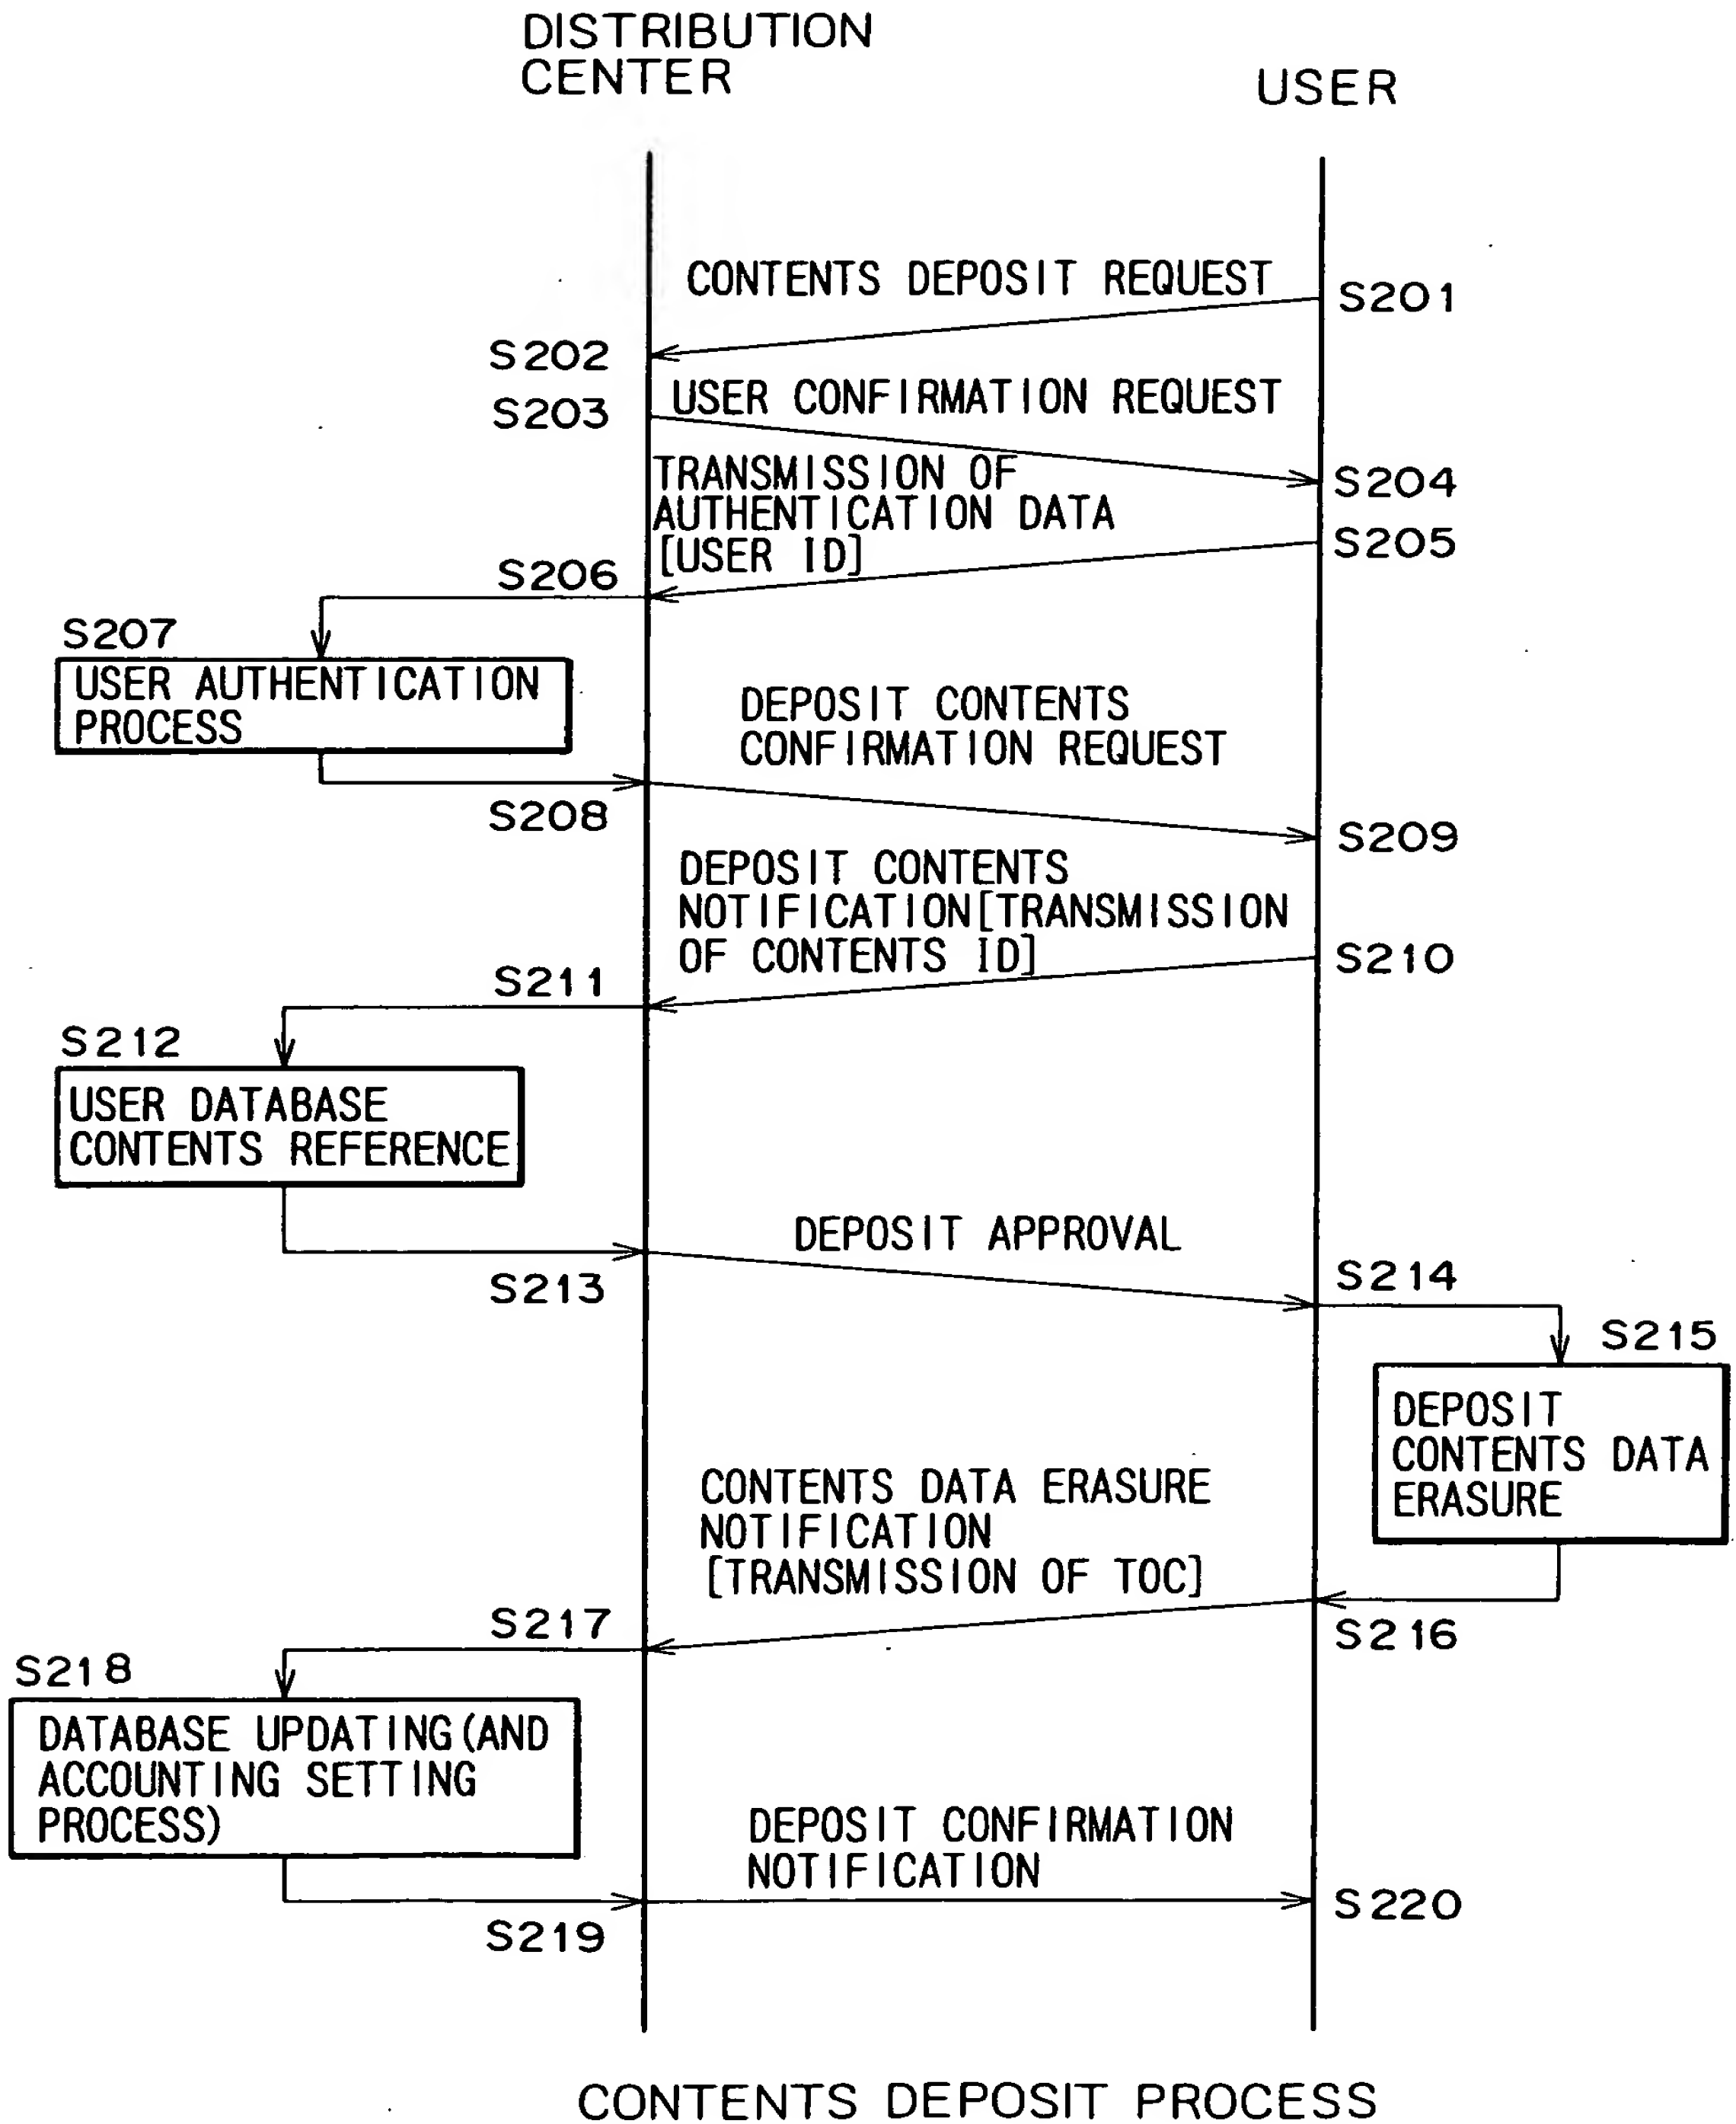 DISTRIBUTION
CENTER
USER
CONTENTS DEPOSIT REQUEST
S201
S202
USER CONFIRMATION REQUEST
S203
TRANSMISSION OF
AUTHENTICATION DATA
[USER ID]
S204
S205
S206
S207
USER AUTHENTICATION
PROCESS
DEPOSIT CONTENTS
CONFIRMATION REQUEST
S208
S209
DEPOSIT CONTENTS
NOTIFICATION[TRANSMISSION
OF CONTENTS ID]
S210
S211
S212
USER DATABASE
CONTENTS REFERENCE
DEPOSIT APPROVAL
S213
S214
S215
DEPOSIT
CONTENTS DATA
ERASURE
CONTENTS DATA ERASURE
NOTIFICATION
[TRANSMISSION OF TOC]
S216
S217
S218
DATABASE UPDATING(AND
ACCOUNTING SETTING
PROCESS)
DEPOSIT CONFIRMATION
NOTIFICATION
S219
S220
CONTENTS DEPOSIT PROCESS